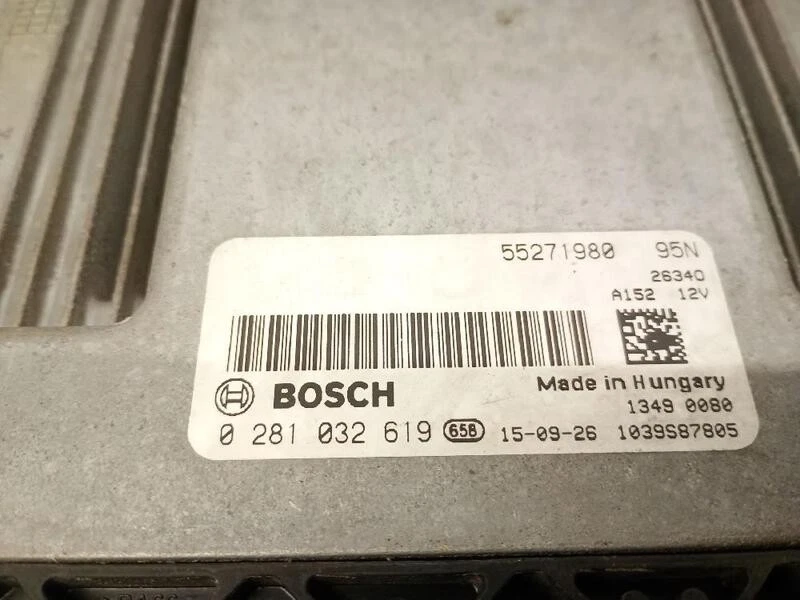 55271980 95N
26340
A152 12V
BOSCH
Made in Hungary
1349 0080
0 281 032 619 65B 15-09-26 1039S87805